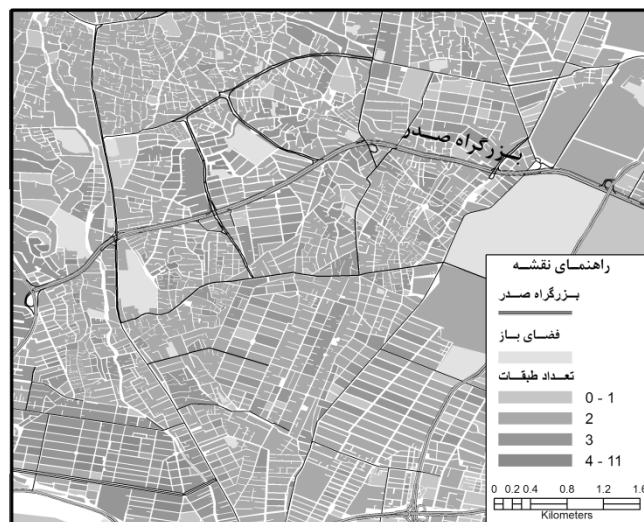 بزرگراه صدر
راهنمای نقشه
بزرگراه صدر
فضای باز
تعداد طبقات
0 - 1
2
3
4 - 11
0 0.2 0.4 0.8 1.2 1.6
Kilometers